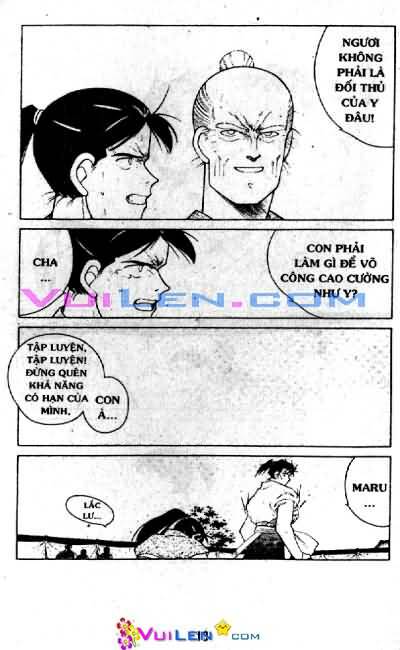 NGƯƠI
KHÔNG
PHẢI LÀ
ĐỐI THỦ
CỦA Y
ĐÂU!
CHA
...
CON PHẢI
LÀM GÌ ĐỂ VÕ
CÔNG CAO CƯỜNG
NHƯ Y?
VuiLen.com
TẬP LUYỆN,
TẬP LUYỆN!
ĐỪNG QUÊN
KHẢ NĂNG
CÓ HẠN CỦA
MÌNH,
CON
Ạ...
MARU
...
LẮC
LƯ...
VuiLen.com